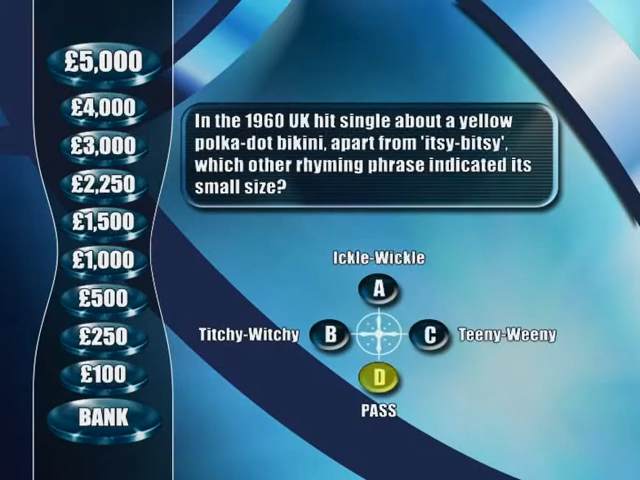 £5,000
£4,000
£3,000
£2,250
£1,500
£1,000
£500
£250
£100
BANK
In the 1960 UK hit single about a yellow
polka-dot bikini, apart from 'itsy-bitsy',
which other rhyming phrase indicated its
small size?
Ickle-Wickle
A
Titchy-Witchy B C Teeny-Weeny
D
PASS